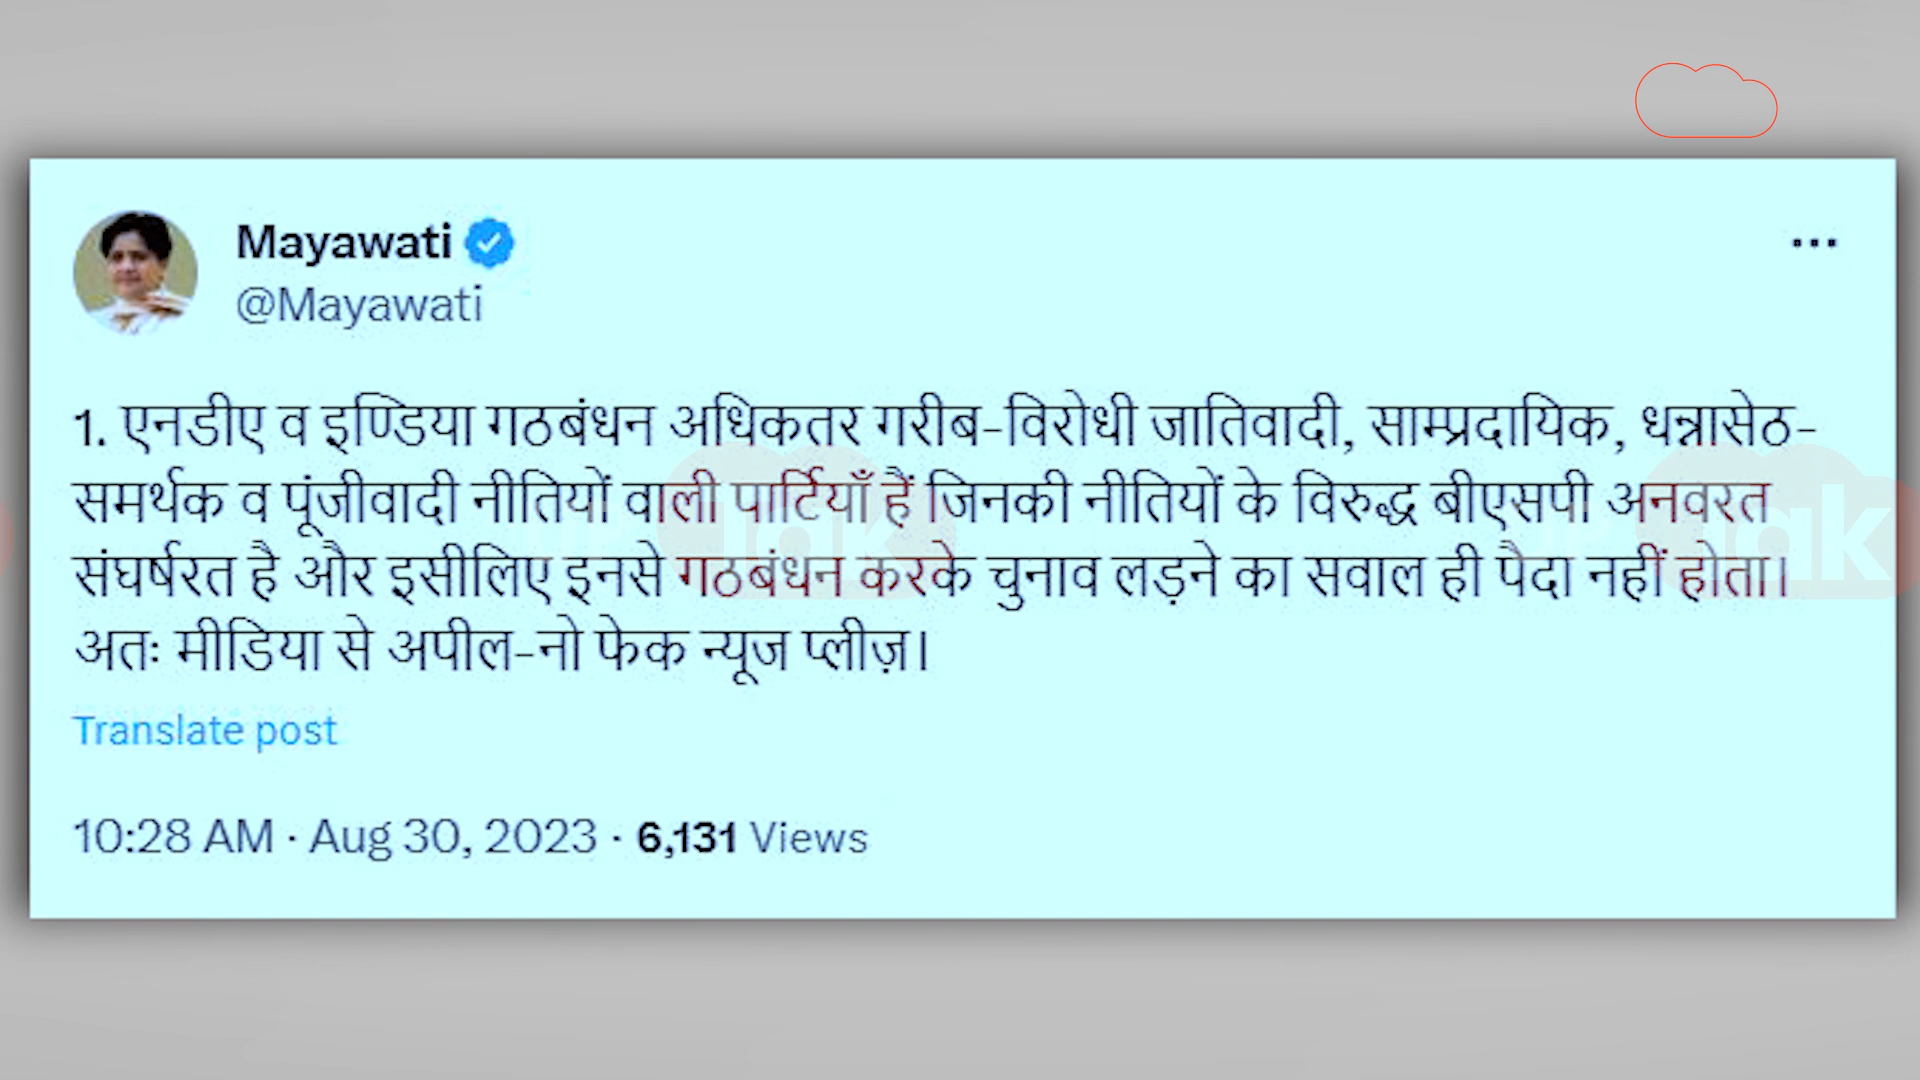 Mayawati
@Mayawati
...
1. एनडीए व इण्डिया गठबंधन अधिकतर गरीब-विरोधी जातिवादी, साम्प्रदायिक, धन्नासेठ-
समर्थक व पूंजीवादी नीतियों वाली पार्टियाँ हैं जिनकी नीतियों के विरुद्ध बीएसपी अनवरत
संघर्षरत है और इसीलिए इनसे गठबंधन करके चुनाव लड़ने का सवाल ही पैदा नहीं होता।
अतः मीडिया से अपील-नो फेक न्यूज प्लीज़।
Translate post
10:28 AM · Aug 30, 2023 · 6,131 Views